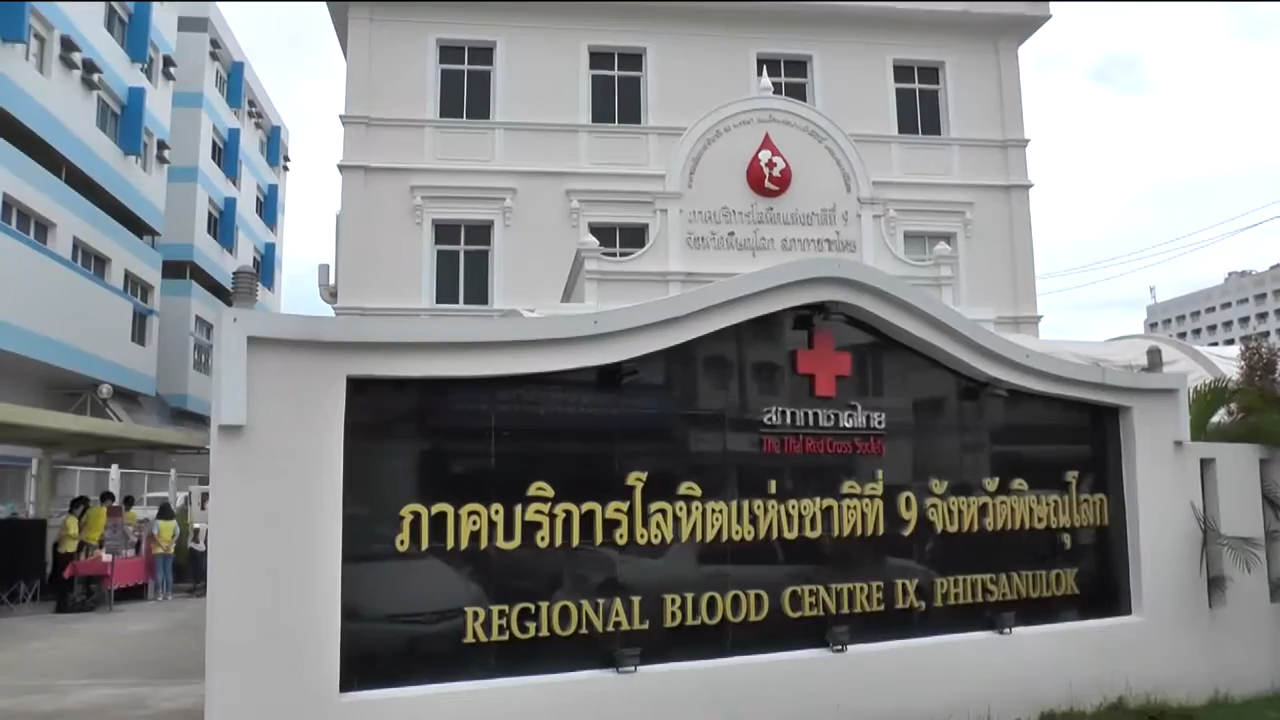 ภาคบริการโลหิตแห่งชาติที่ 9
จังหวัดพิษณุโลก สภากาชาดไทย
สภากาชาดไทย
The Thai Red Cross Society
ภาคบริการโลหิตแห่งชาติที่ 9 จังหวัดพิษณุโลก
REGIONAL BLOOD CENTRE IX, PHITSANULOK